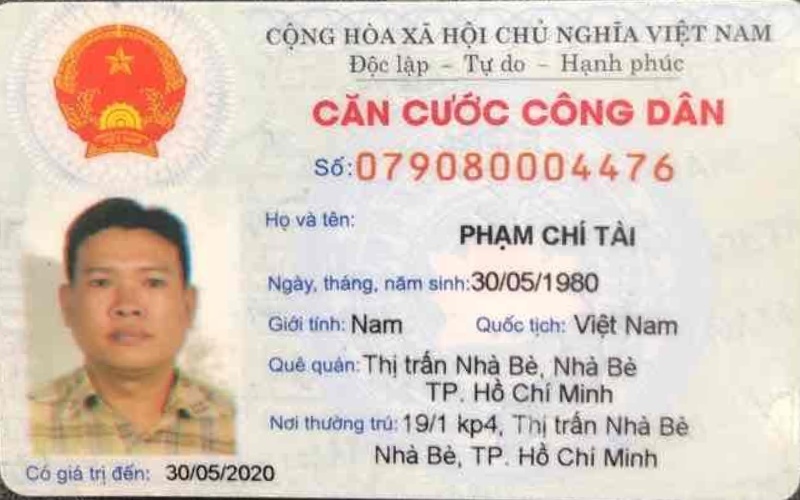 CỘNG HÒA XÃ HỘI CHỦ NGHĨA VIỆT NAM
Độc lập - Tự do - Hạnh phúc
CĂN CƯỚC CÔNG DÂN
Số:079080004476
Họ và tên:
PHẠM CHÍ TÀI
Ngày, tháng, năm sinh:30/05/1980
Giới tính: Nam Quốc tịch: Việt Nam
Quê quán: Thị trấn Nhà Bè, Nhà Bè
TP. Hồ Chí Minh
Nơi thường trú: 19/1 kp4, Thị trấn Nhà Bè
Nhà Bè, TP. Hồ Chí Minh
Có giá trị đến: 30/05/2020